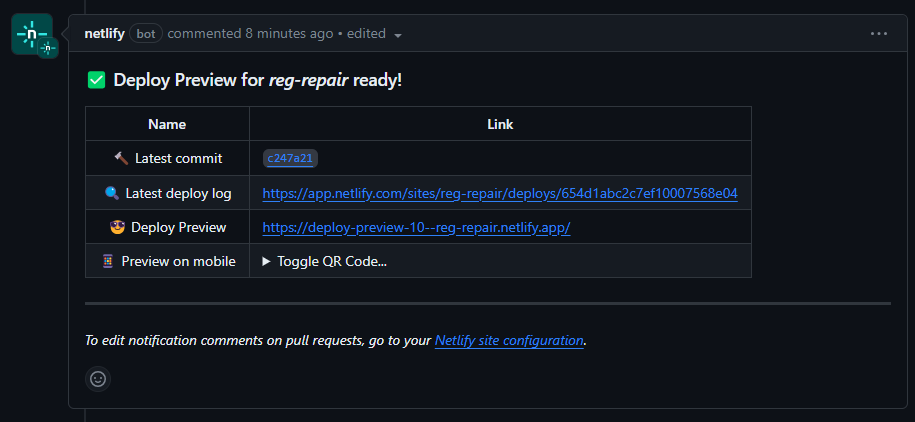 netlify bot commented 8 minutes ago • edited
✅ Deploy Preview for reg-repair ready!
Name Link
🔨 Latest commit c247a21
🔍 Latest deploy log https://app.netlify.com/sites/reg-repair/deploys/654d1abc2c7ef10007568e04
😎 Deploy Preview https://deploy-preview-10--reg-repair.netlify.app/
📱 Preview on mobile ▶ Toggle QR Code...
To edit notification comments on pull requests, go to your Netlify site configuration.